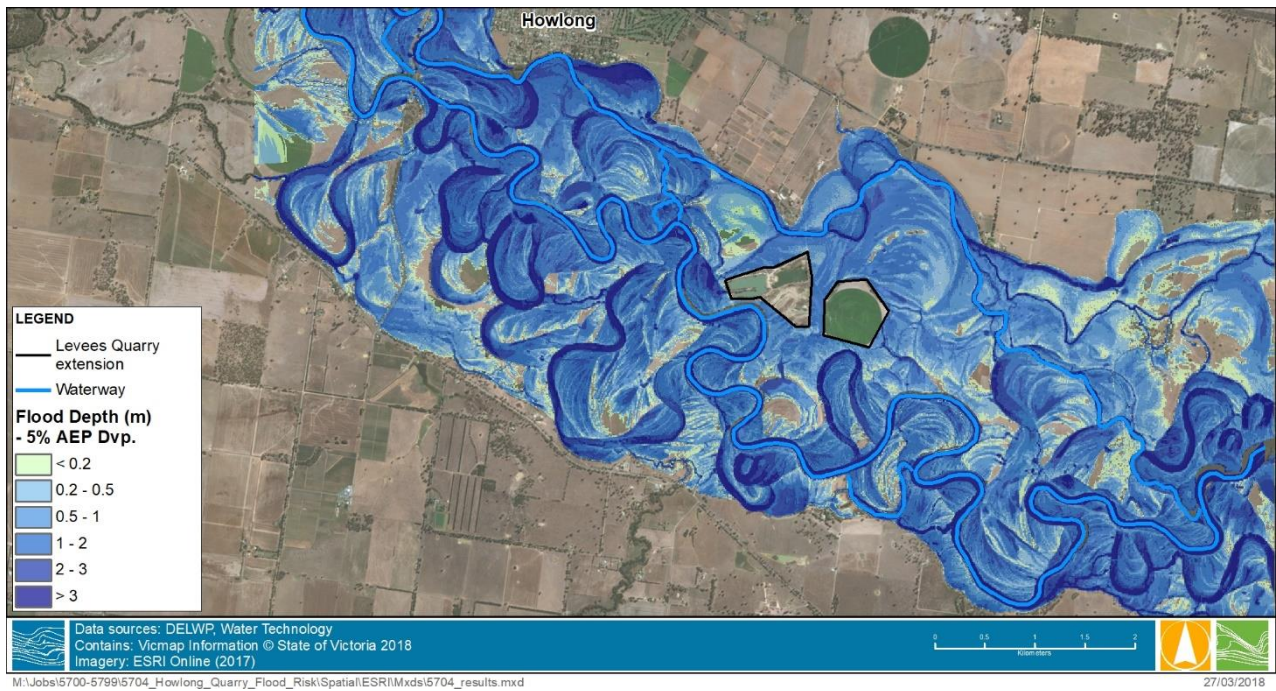 Howlong
LEGEND
Levees Quarry
extension
Waterway
Flood Depth (m)
- 5% AEP Dvp.
< 0.2
0.2 - 0.5
0.5 - 1
1 - 2
2 - 3
> 3
Data sources: DELWP, Water Technology
Contains: Vicmap Information © State of Victoria 2018
Imagery: ESRI Online (2017)
0 0.5 1 1.5 2
Kilometers
M:\Jobs\5700-5799\5704_Howlong_Quarry_Flood_Risk\Spatial\ESRI\Mxds\5704_results.mxd
27/03/2018